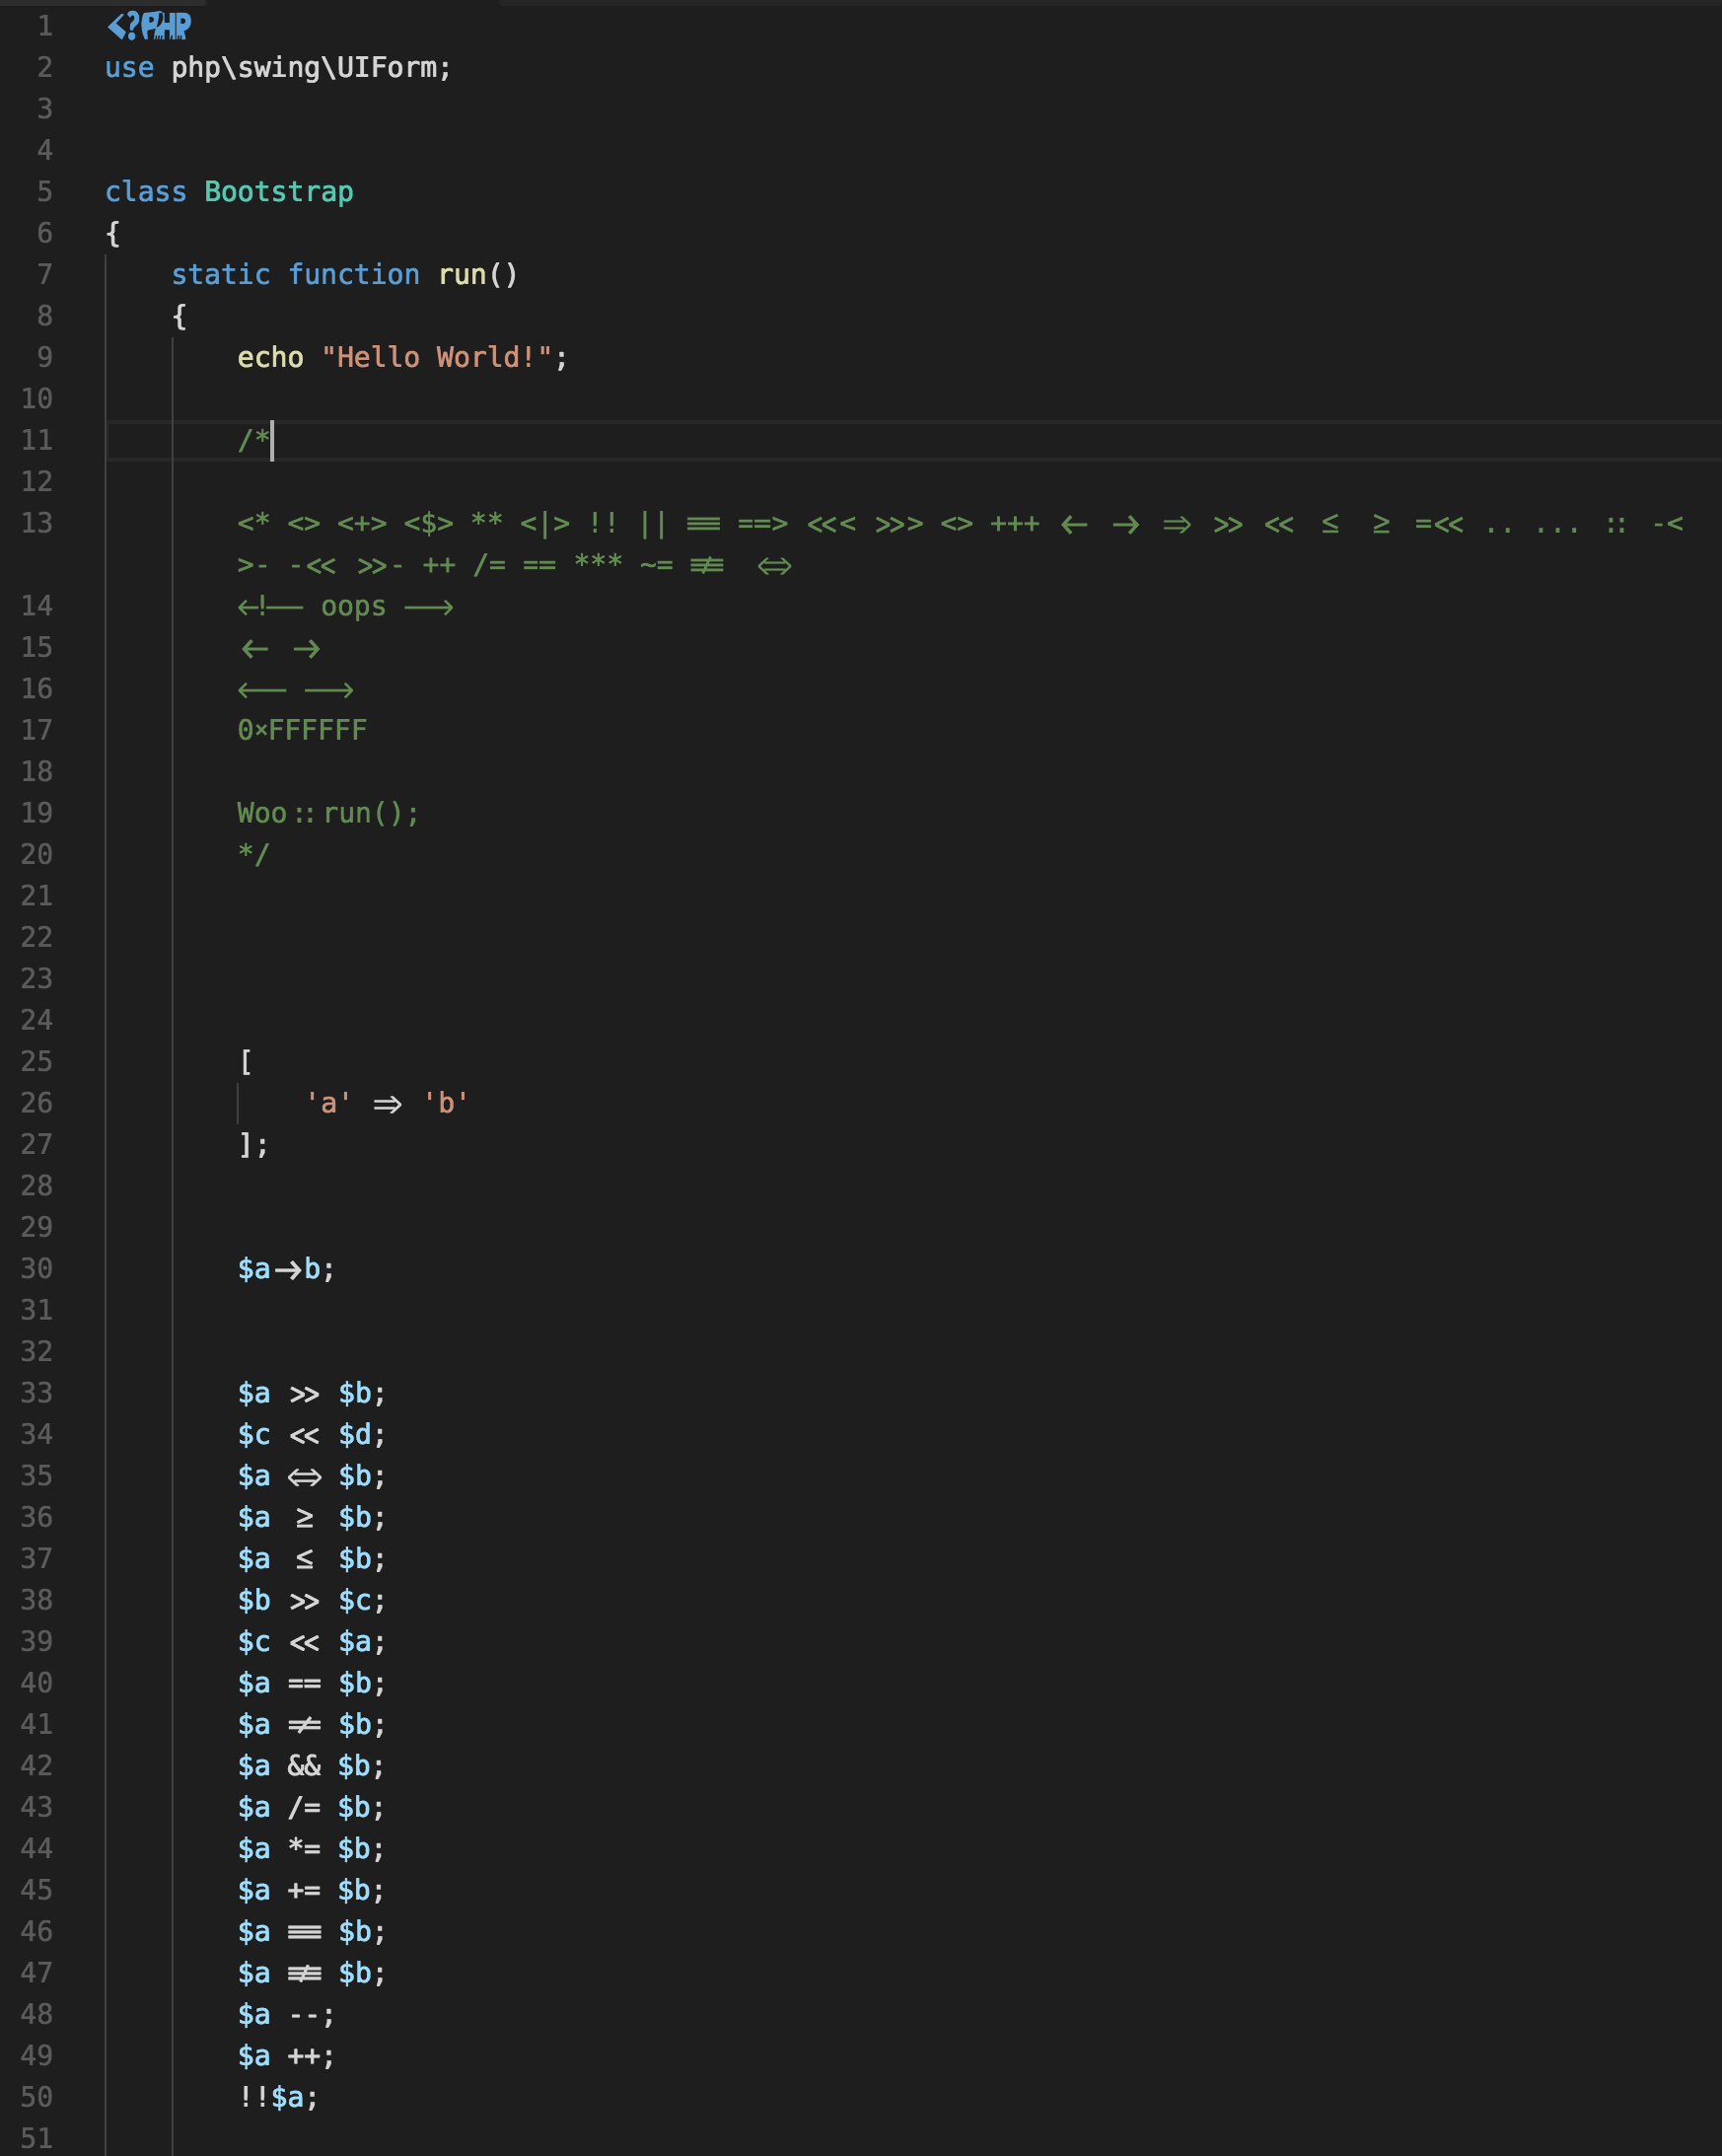 1 <?PHP
2 use php\swing\UIForm;
3
4
5 class Bootstrap
6 {
7 static function run()
8 {
9 echo "Hello World!";
10
11 /*
12
13 <* <> <+> <$> ** <|> !! || ≡ ==> <<< >>> <> +++ ← → ⇒ >> << ≤ ≥ =<< .. ... :: -<
>- -<< >>- ++ /= == *** ~= ≢ ⇔
14 <!-- oops -->
15 ← →
16 ⟵ ⟶
17 0×FFFFFF
18
19 Woo::run();
20 */
21
22
23
24
25 [
26 'a' ⇒ 'b'
27 ];
28
29
30 $a→b;
31
32
33 $a >> $b;
34 $c << $d;
35 $a ⇔ $b;
36 $a ≥ $b;
37 $a ≤ $b;
38 $b >> $c;
39 $c << $a;
40 $a == $b;
41 $a ≠ $b;
42 $a && $b;
43 $a /= $b;
44 $a *= $b;
45 $a += $b;
46 $a ≡ $b;
47 $a ≢ $b;
48 $a --;
49 $a ++;
50 !!$a;
51